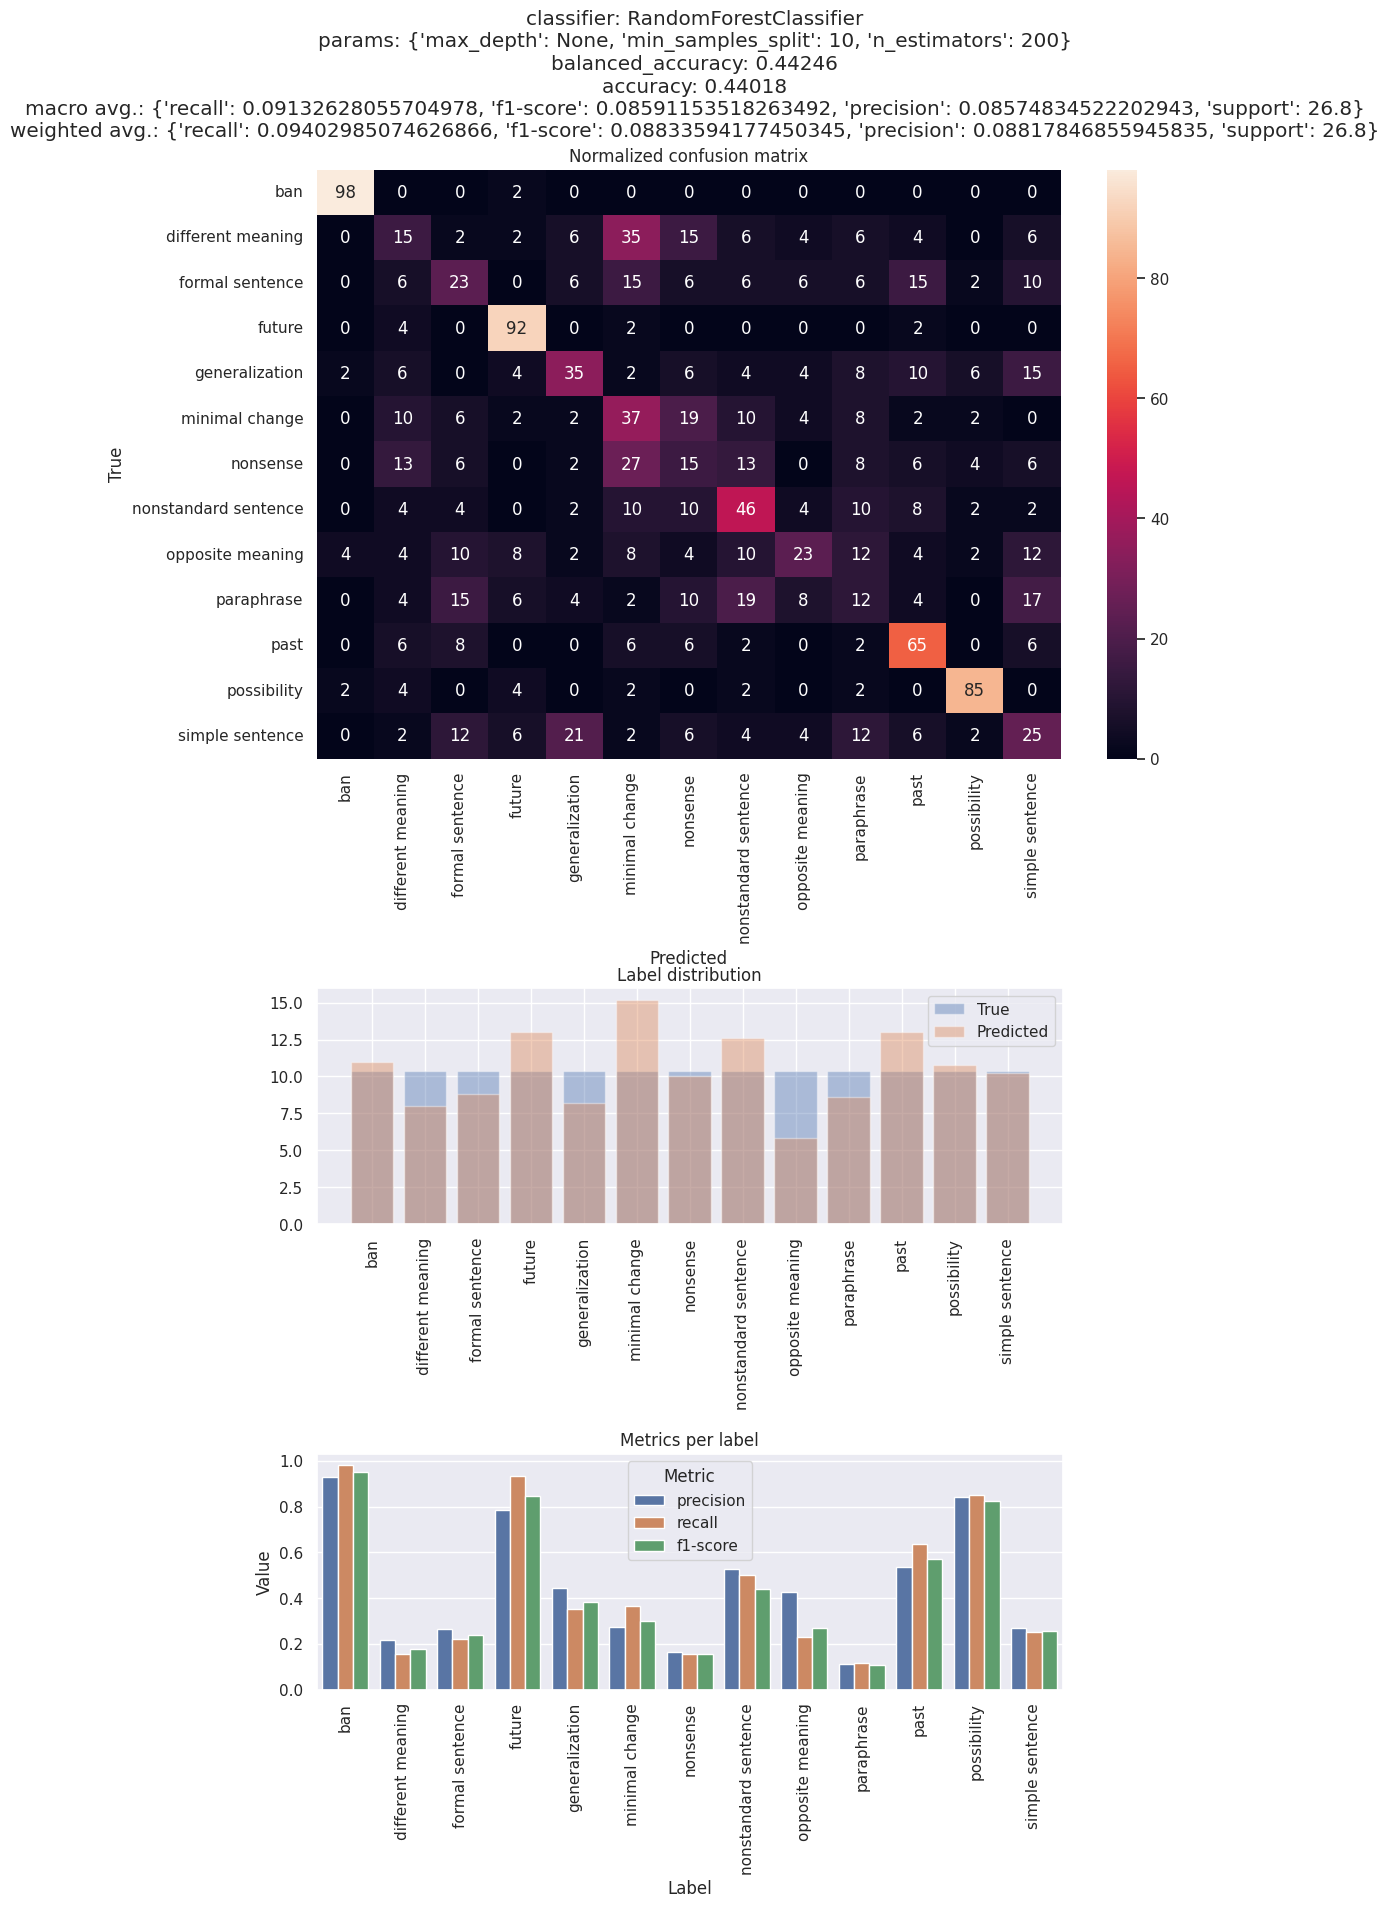 classifier: RandomForestClassifier
params: {'max_depth': None, 'min_samples_split': 10, 'n_estimators': 200}
balanced_accuracy: 0.44246
accuracy: 0.44018
macro avg.: {'recall': 0.09132628055704978, 'f1-score': 0.08591153518263492, 'precision': 0.08574834522202943, 'support': 26.8}
weighted avg.: {'recall': 0.09402985074626866, 'f1-score': 0.08833594177450345, 'precision': 0.08817846855945835, 'support': 26.8}
Normalized confusion matrix
True
ban 98 0 0 2 0 0 0 0 0 0 0 0 0
different meaning 0 15 2 2 6 35 15 6 4 6 4 0 6
formal sentence 0 6 23 0 6 15 6 6 6 6 15 2 10
future 0 4 0 92 0 2 0 0 0 0 2 0 0
generalization 2 6 0 4 35 2 6 4 4 8 10 6 15
minimal change 0 10 6 2 2 37 19 10 4 8 2 2 0
nonsense 0 13 6 0 2 27 15 13 0 8 6 4 6
nonstandard sentence 0 4 4 0 2 10 10 46 4 10 8 2 2
opposite meaning 4 4 10 8 2 8 4 10 23 12 4 2 12
paraphrase 0 4 15 6 4 2 10 19 8 12 4 0 17
past 0 6 8 0 0 6 6 2 0 2 65 0 6
possibility 2 4 0 4 0 2 0 2 0 2 0 85 0
simple sentence 0 2 12 6 21 2 6 4 4 12 6 2 25
80
60
40
20
0
ban
different meaning
formal sentence
future
generalization
minimal change
nonsense
nonstandard sentence
opposite meaning
paraphrase
past
possibility
simple sentence
Predicted
Label distribution
True
Predicted
15.0
12.5
10.0
7.5
5.0
2.5
0.0
ban
different meaning
formal sentence
future
generalization
minimal change
nonsense
nonstandard sentence
opposite meaning
paraphrase
past
possibility
simple sentence
Metrics per label
Metric
precision
recall
f1-score
Value
1.0
0.8
0.6
0.4
0.2
0.0
ban
different meaning
formal sentence
future
generalization
minimal change
nonsense
nonstandard sentence
opposite meaning
paraphrase
past
possibility
simple sentence
Label